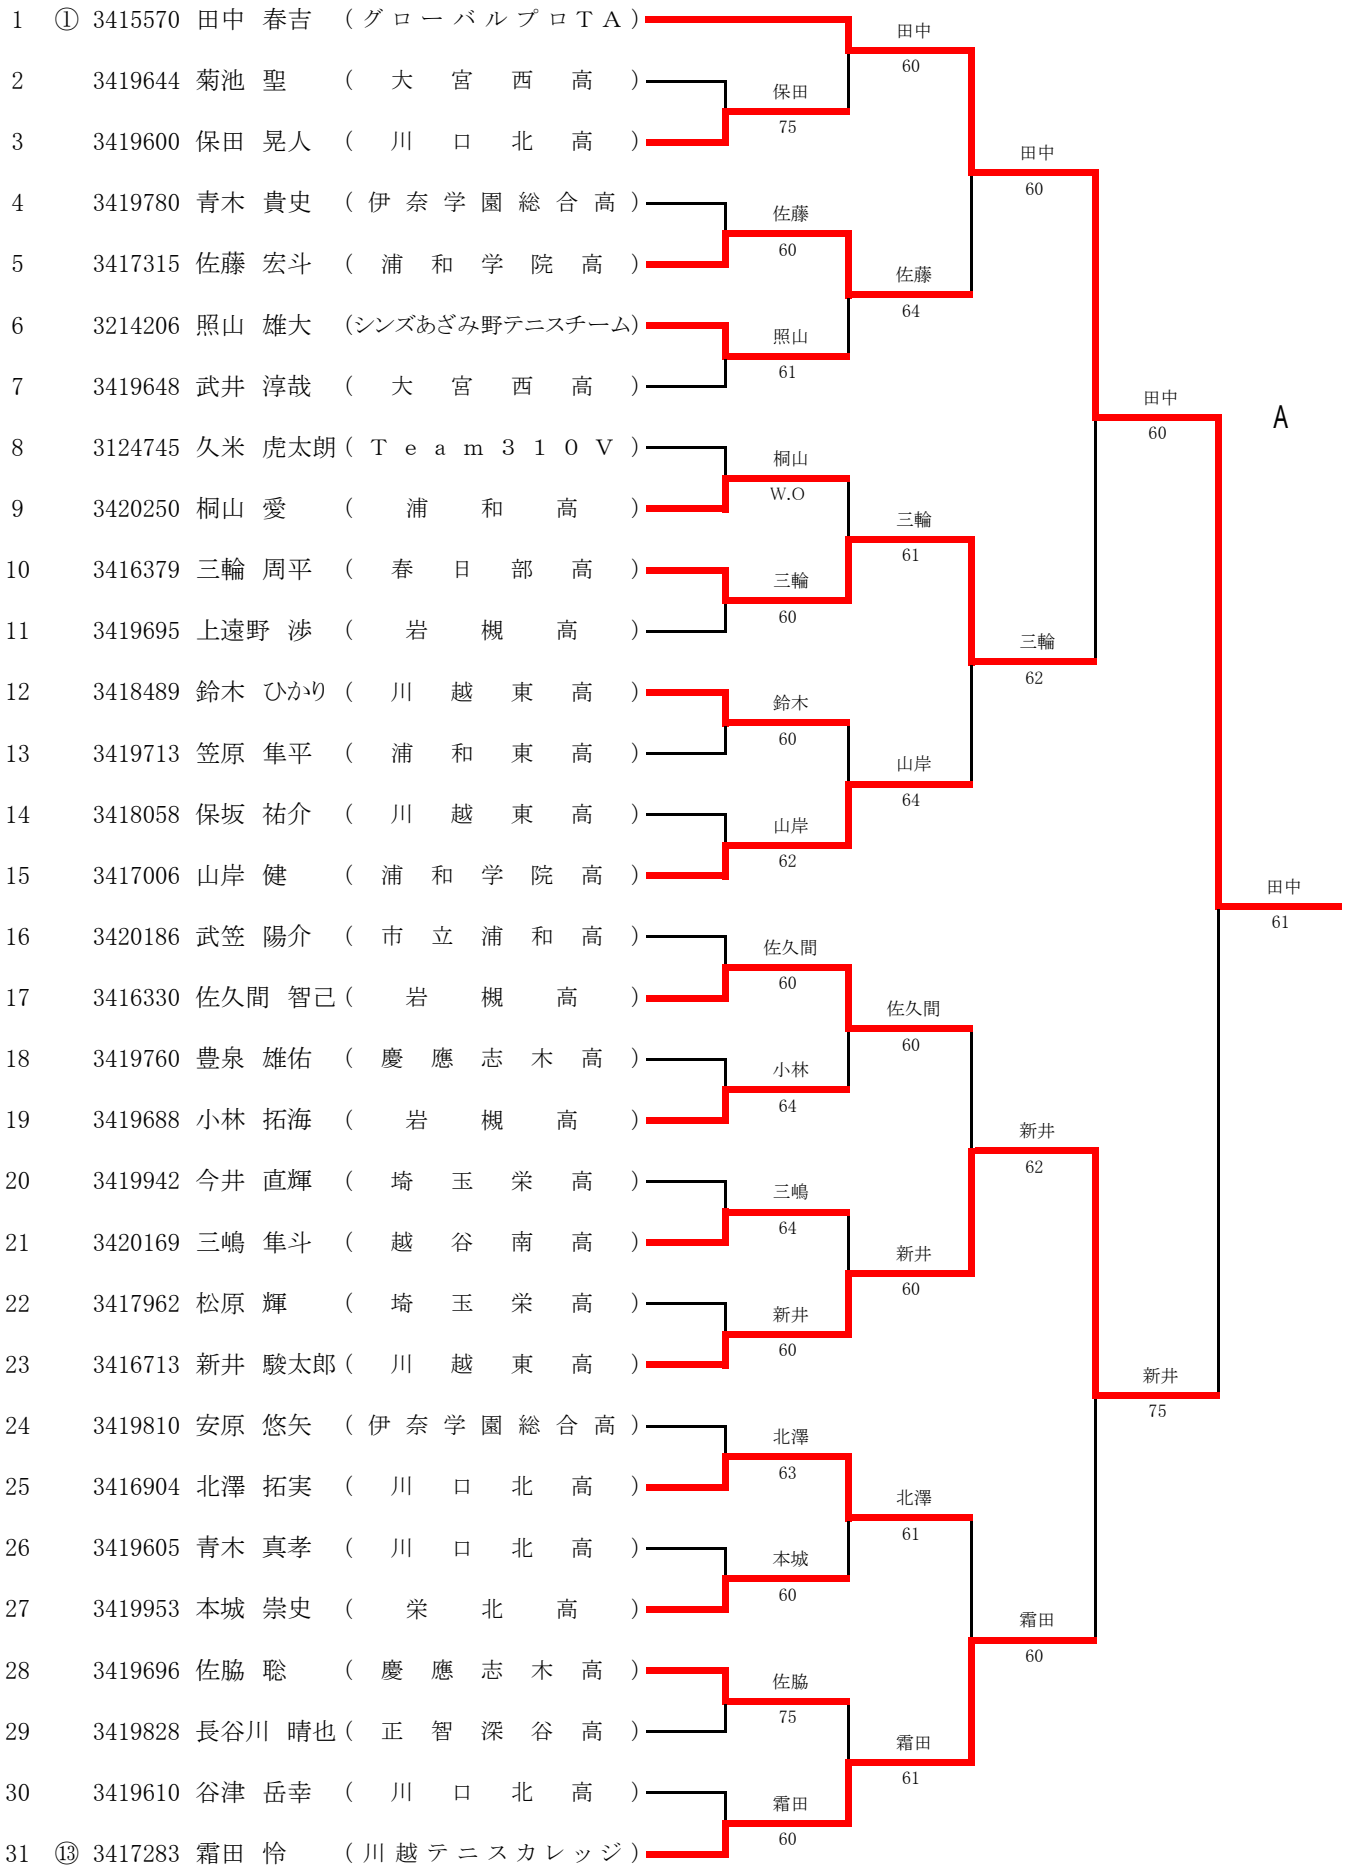 1 ① 3415570 田中 春吉 (グローバルプロTA)
2 3419644 菊池 聖 (大宮西高)
3 3419600 保田 晃人 (川口北高)
4 3419780 青木 貴史 (伊奈学園総合高)
5 3417315 佐藤 宏斗 (浦和学院高)
6 3214206 照山 雄大 (シンズあざみ野テニスチーム)
7 3419648 武井 淳哉 (大宮西高)
8 3124745 久米 虎太朗 (Team310V)
9 3420250 桐山 愛 (浦和高)
10 3416379 三輪 周平 (春日部高)
11 3419695 上遠野 渉 (岩槻高)
12 3418489 鈴木 ひかり (川越東高)
13 3419713 笠原 隼平 (浦和東高)
14 3418058 保坂 祐介 (川越東高)
15 3417006 山岸 健 (浦和学院高)
16 3420186 武笠 陽介 (市立浦和高)
17 3416330 佐久間 智己 (岩槻高)
18 3419760 豊泉 雄佑 (慶應志木高)
19 3419688 小林 拓海 (岩槻高)
20 3419942 今井 直輝 (埼玉栄高)
21 3420169 三嶋 隼斗 (越谷南高)
22 3417962 松原 輝 (埼玉栄高)
23 3416713 新井 駿太郎 (川越東高)
24 3419810 安原 悠矢 (伊奈学園総合高)
25 3416904 北澤 拓実 (川口北高)
26 3419605 青木 真孝 (川口北高)
27 3419953 本城 崇史 (栄北高)
28 3419696 佐脇 聡 (慶應志木高)
29 3419828 長谷川 晴也 (正智深谷高)
30 3419610 谷津 岳幸 (川口北高)
31 ⑬ 3417283 霜田 怜 (川越テニスカレッジ)
保田
75
佐藤
60
照山
61
桐山
W.O
三輪
60
鈴木
60
山岸
62
佐久間
60
小林
64
三嶋
64
新井
60
北澤
63
本城
60
佐脇
75
霜田
60
田中
60
佐藤
64
三輪
61
山岸
64
佐久間
60
新井
60
北澤
61
霜田
61
田中
60
三輪
62
新井
62
霜田
60
田中
60
新井
75
A
田中
61